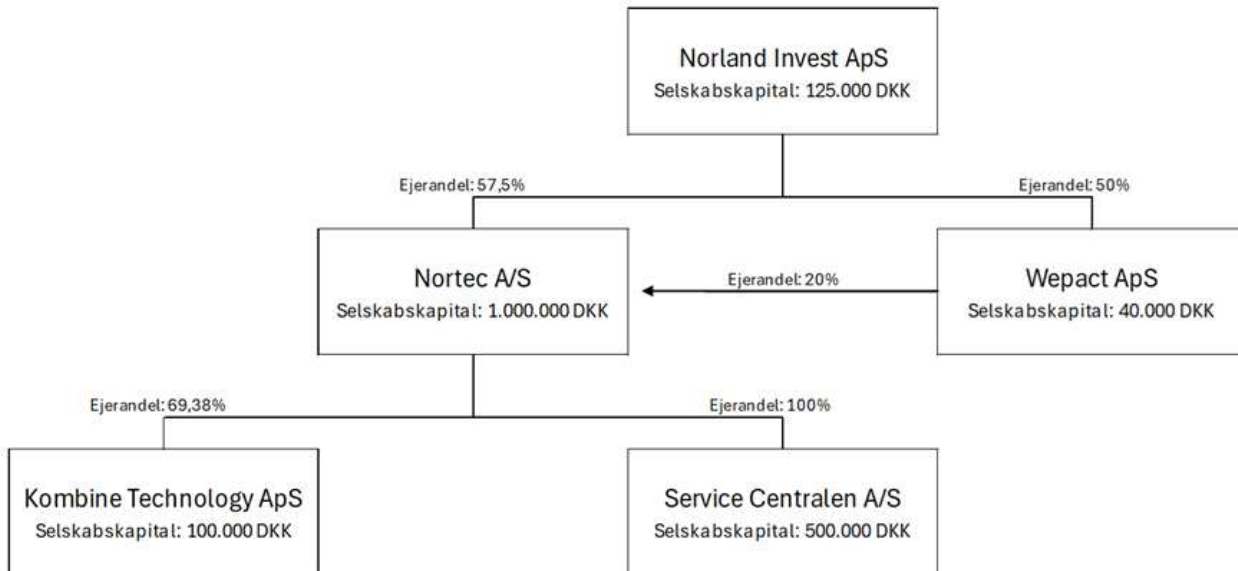 Norland Invest ApS
Selskabskapital: 125.000 DKK
Ejerandel: 57,5%
Ejerandel: 50%
Nortec A/S
Selskabskapital: 1.000.000 DKK
Ejerandel: 20%
Wepact ApS
Selskabskapital: 40.000 DKK
Ejerandel: 69,38%
Ejerandel: 100%
Kombine Technology ApS
Selskabskapital: 100.000 DKK
Service Centralen A/S
Selskabskapital: 500.000 DKK